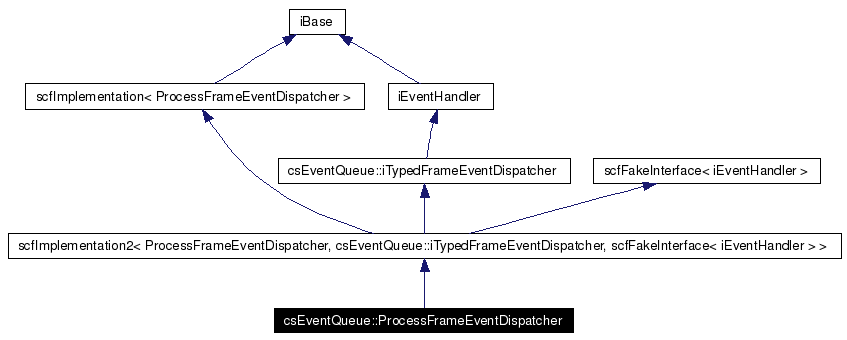 iBase
scfImplementation< ProcessFrameEventDispatcher >
iEventHandler
csEventQueue::iTypedFrameEventDispatcher
scfFakeInterface< iEventHandler >
scfImplementation2< ProcessFrameEventDispatcher, csEventQueue::iTypedFrameEventDispatcher, scfFakeInterface< iEventHandler > >
csEventQueue::ProcessFrameEventDispatcher